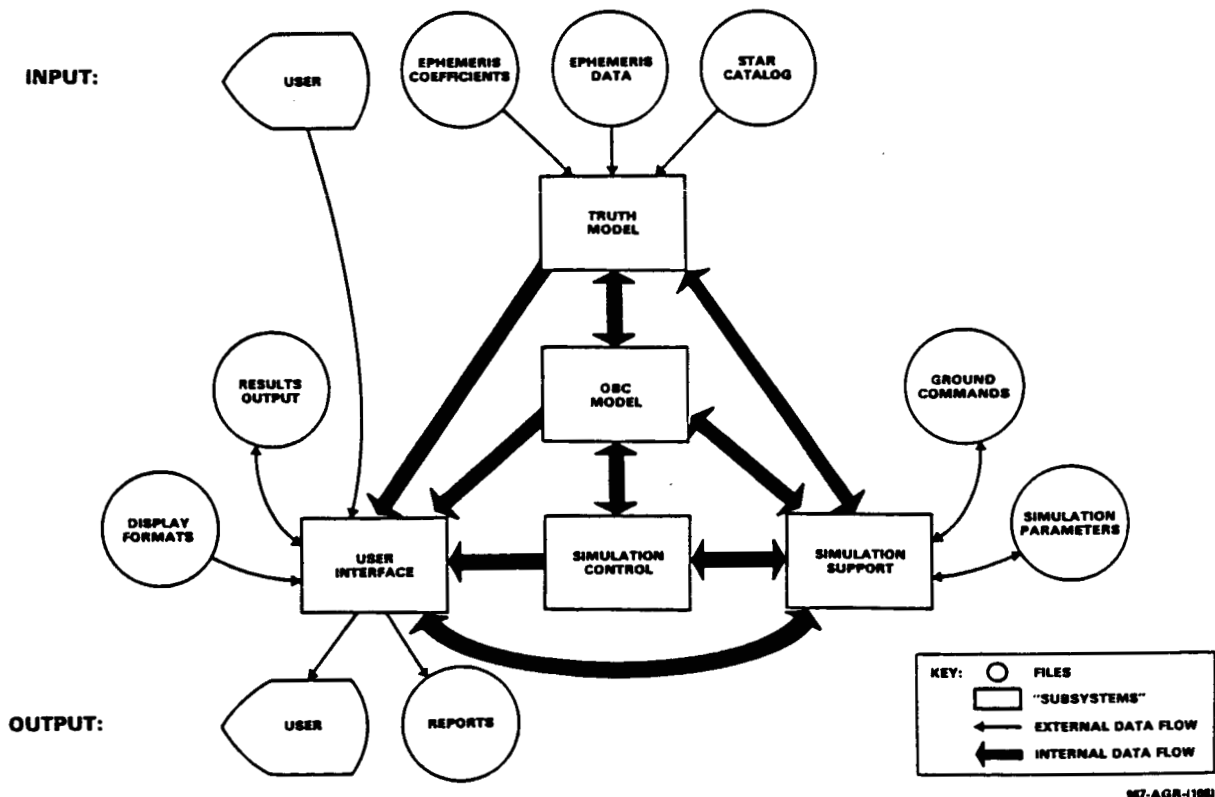 INPUT:
USER
EPHEMERIS
COEFFICIENTS
EPHEMERIS
DATA
STAR
CATALOG
TRUTH
MODEL
RESULTS
OUTPUT
OBC
MODEL
GROUND
COMMANDS
DISPLAY
FORMATS
USER
INTERFACE
SIMULATION
CONTROL
SIMULATION
SUPPORT
SIMULATION
PARAMETERS
OUTPUT:
USER
REPORTS
KEY:
FILES
"SUBSYSTEMS"
EXTERNAL DATA FLOW
INTERNAL DATA FLOW